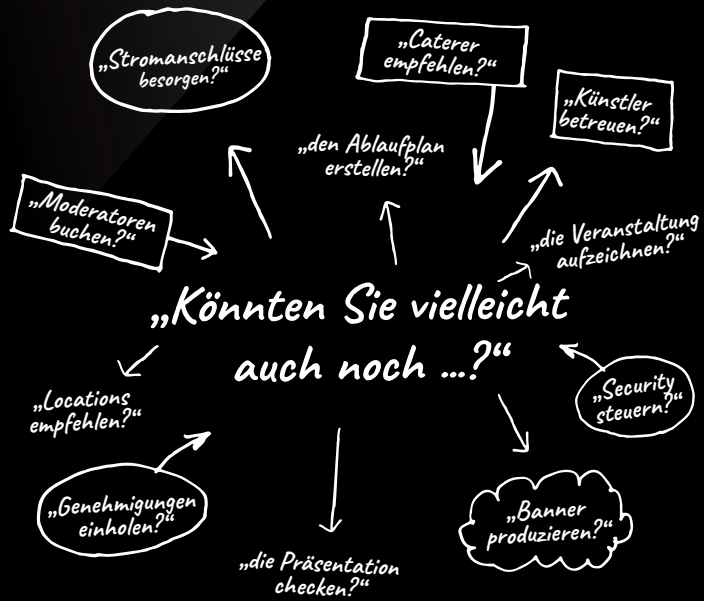 „Stromanschlüsse
besorgen?“
„Caterer
empfehlen?“
„Künstler
betreuen?“
„den Ablaufplan
erstellen?“
„Moderatoren
buchen?“
„die Veranstaltung
aufzeichnen?“
„Könnten Sie vielleicht
auch noch ...?“
„Locations
empfehlen?“
„Security
steuern?“
„Genehmigungen
einholen?“
„Banner
produzieren?“
„die Präsentation
checken?“